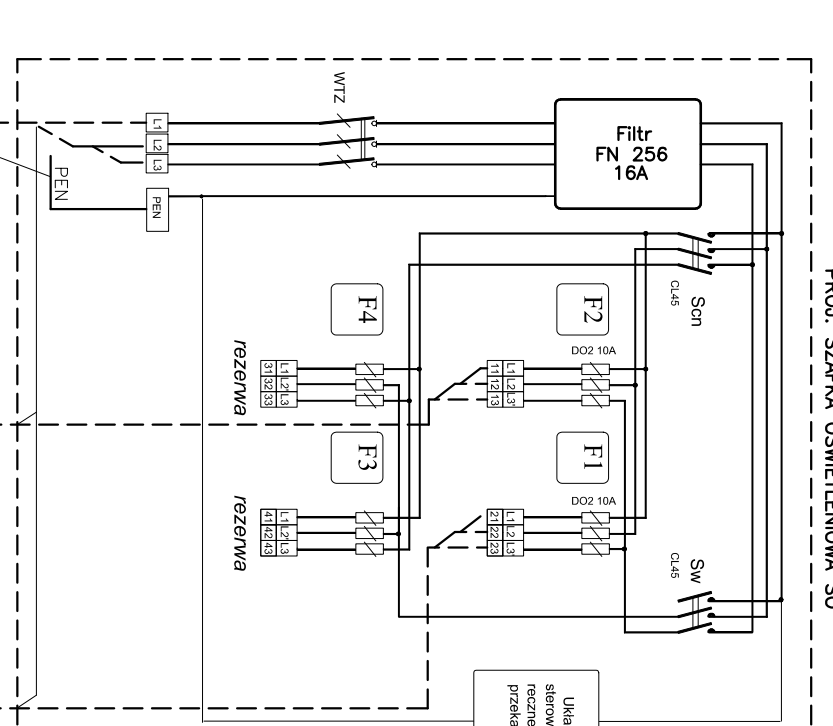 WTZ
L1
L2
L3
PEN
PEN
Filtr
FN 256
16A
CL45
Scn
F4
F2
DO2 10A
rezerwa
31 L1
32 L2'
33 L3
11 L1
12 L2
13 L3'
F3
F1
DO2 10A
rezerwa
41 L1
42 L2'
43 L3
21 L1
22 L2
23 L3'
CL45
Sw
Ukła
sterow
ręczne
przeka
PROJ. SZAFKA OŚWIETLENIOWA SO